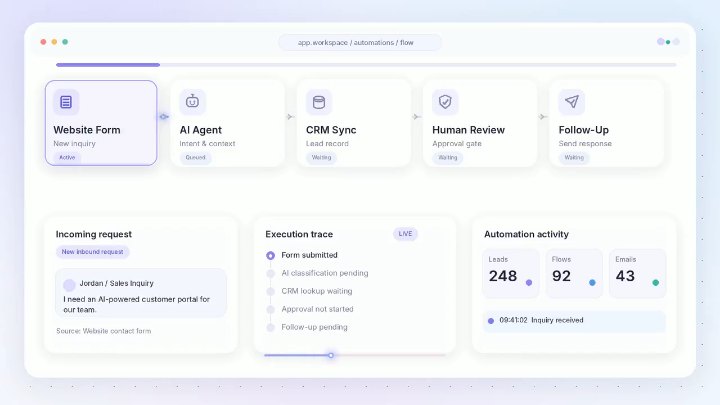 app.workspace / automations / flow
Website Form
New inquiry
Active
AI Agent
Intent & context
Queued
CRM Sync
Lead record
Waiting
Human Review
Approval gate
Waiting
Follow-Up
Send response
Waiting
Incoming request
New inbound request
Jordan / Sales Inquiry
I need an AI-powered customer portal for
our team.
Source: Website contact form
Execution trace
LIVE
Form submitted
AI classification pending
CRM lookup waiting
Approval not started
Follow-up pending
Automation activity
Leads
248
Flows
92
Emails
43
09:41:02 Inquiry received